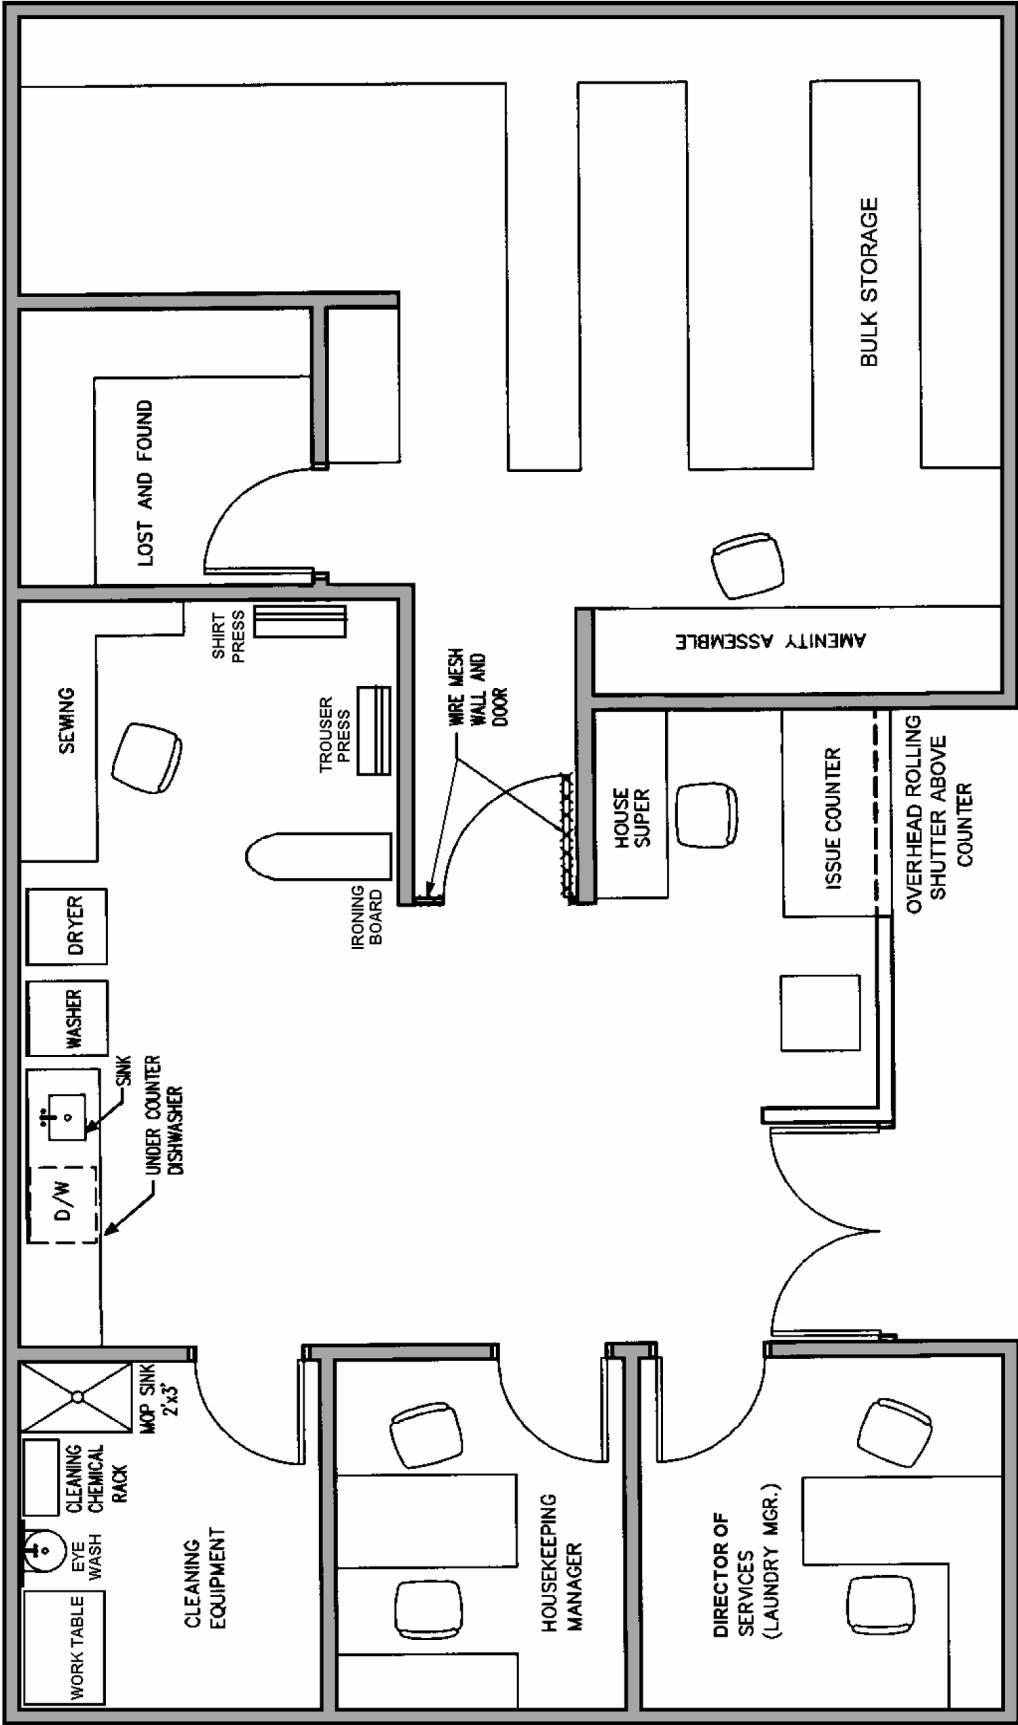 WORK TABLE
EYE
WASH
CLEANING
CHEMICAL
RACK
MOP SINK
2'x3'
CLEANING
EQUIPMENT
D/W
SINK
UNDER COUNTER
DISHWASHER
WASHER
DRYER
SEWING
SHIRT
PRESS
TROUSER
PRESS
IRONING
BOARD
LOST AND FOUND
WIRE MESH
WALL AND
DOOR
HOUSEKEEPING
MANAGER
DIRECTOR OF
SERVICES
(LAUNDRY MGR.)
HOUSE
SUPER
ISSUE COUNTER
OVERHEAD ROLLING
SHUTTER ABOVE
COUNTER
AMENITY ASSEMBLE
BULK STORAGE